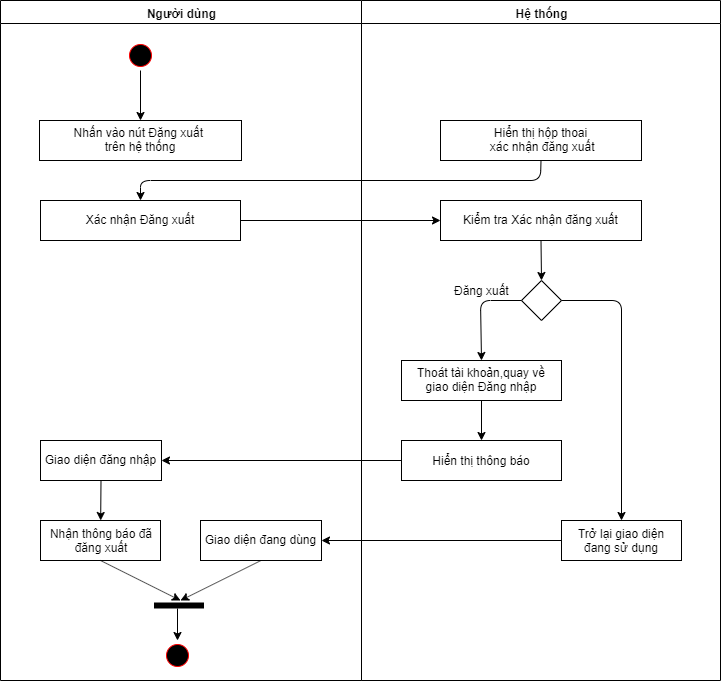 Người dùng
Hệ thống
Nhấn vào nút Đăng xuất
trên hệ thống
Hiển thị hộp thoai
xác nhận đăng xuất
Xác nhận Đăng xuất
Kiểm tra Xác nhận đăng xuất
Đăng xuất
Thoát tài khoản,quay về
giao diện Đăng nhập
Giao diện đăng nhập
Hiển thị thông báo
Nhận thông báo đã
đăng xuất
Giao diện đang dùng
Trở lại giao diện
đang sử dụng